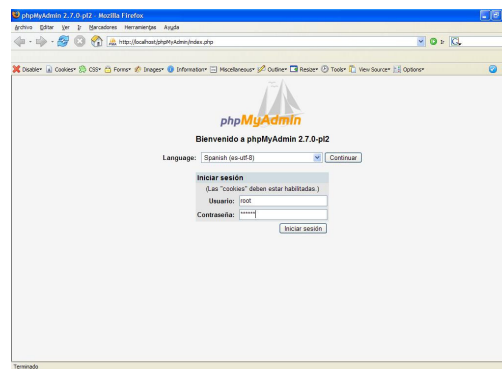 phpMyAdmin 2.7.0-pl2 - Mozilla Firefox
Archivo Editar Ver Ir Marcadores Herramientas Ayuda
http://localhost/phpMyAdmin/index.php
Disable Cookies CSS Forms Images Information Miscellaneous Outline Resize Tools View Source Options
phpMyAdmin
Bienvenido a phpMyAdmin 2.7.0-pl2
Language: Spanish (es-utf-8) Continuar
Iniciar sesión
(Las "cookies" deben estar habilitadas.)
Usuario: root
Contraseña: ******
Iniciar sesión
Terminado